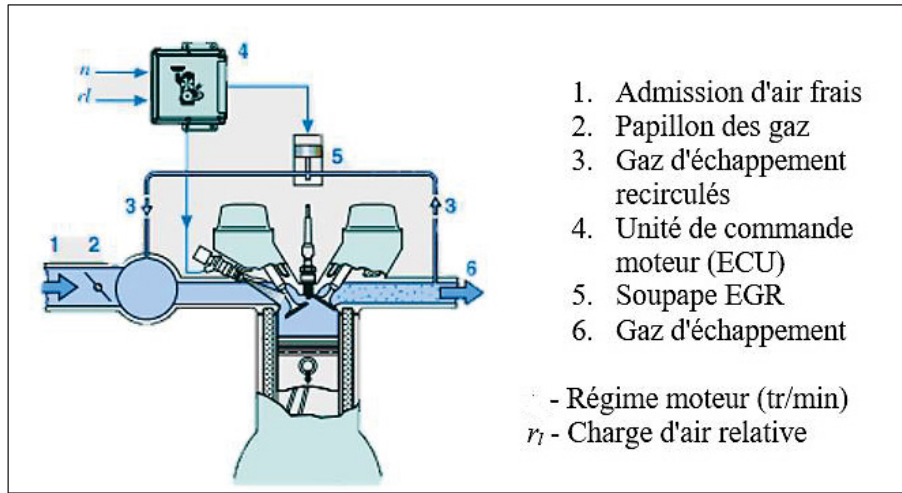 4
n
rl
5
3
3
1 2
6
1. Admission d'air frais
2. Papillon des gaz
3. Gaz d'échappement
recirculés
4. Unité de commande
moteur (ECU)
5. Soupape EGR
6. Gaz d'échappement
- Régime moteur (tr/min)
rl - Charge d'air relative